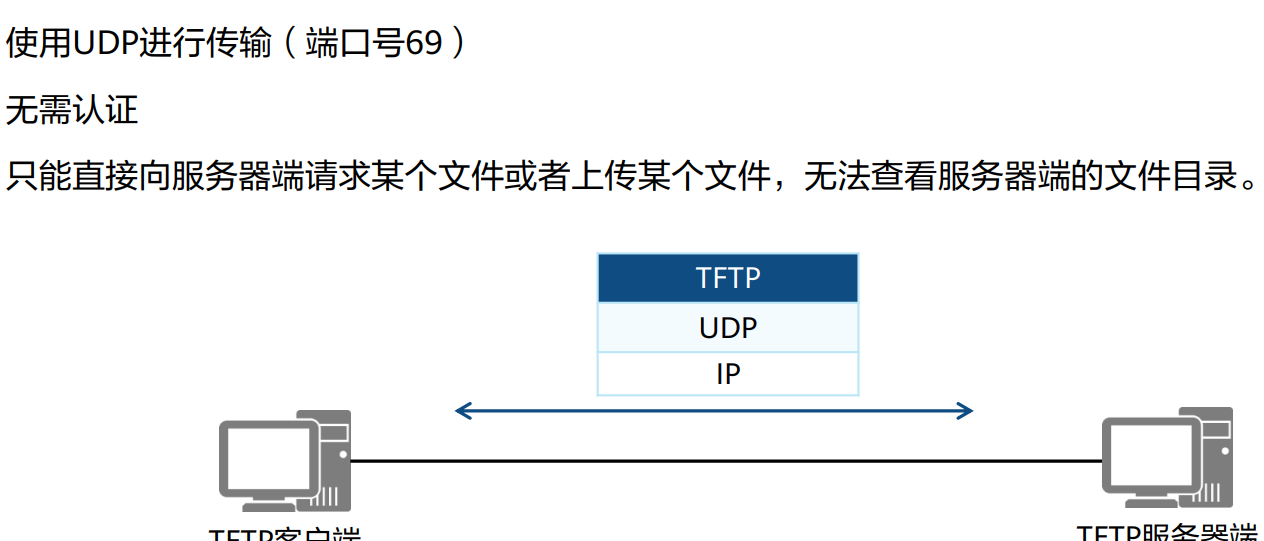 使用UDP进行传输（端口号69）
无需认证
只能直接向服务器端请求某个文件或者上传某个文件，无法查看服务器端的文件目录。
TFTP
UDP
IP
TFTP客户端
TFTP服务器端